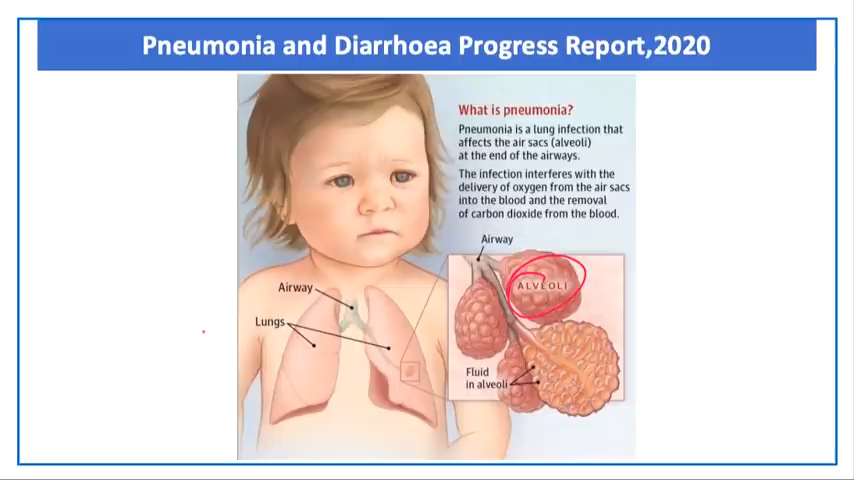 Pneumonia and Diarrhoea Progress Report,2020
What is pneumonia?
Pneumonia is a lung infection that
affects the air sacs (alveoli)
at the end of the airways.
The infection interferes with the
delivery of oxygen from the air sacs
into the blood and the removal
of carbon dioxide from the blood.
Airway
ALVEOLI
Airway
Lungs
Fluid
in alveoli